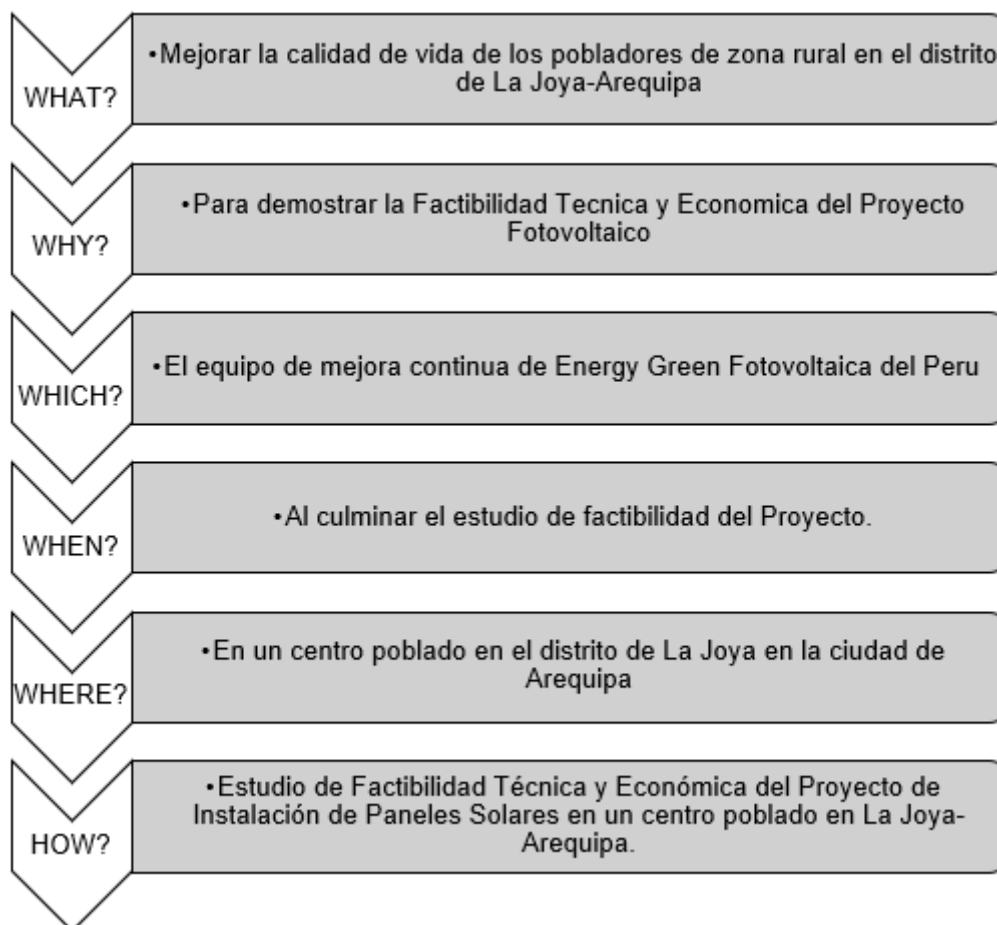 •Mejorar la calidad de vida de los pobladores de zona rural en el distrito
de La Joya-Arequipa
WHAT?
•Para demostrar la Factibilidad Tecnica y Economica del Proyecto
Fotovoltaico
WHY?
•El equipo de mejora continua de Energy Green Fotovoltaica del Peru
WHICH?
•Al culminar el estudio de factibilidad del Proyecto.
WHEN?
•En un centro poblado en el distrito de La Joya en la ciudad de
Arequipa
WHERE?
•Estudio de Factibilidad Técnica y Económica del Proyecto de
Instalación de Paneles Solares en un centro poblado en La Joya-
Arequipa.
HOW?